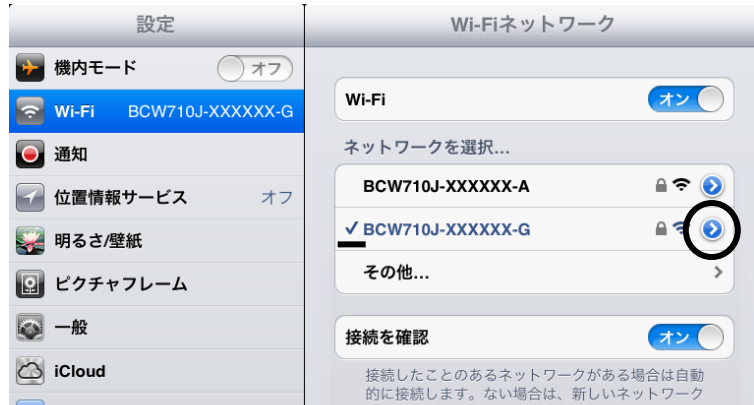 設定
機内モード オフ
Wi-Fi BCW710J-XXXXXX-G
通知
位置情報サービス オフ
明るさ/壁紙
ピクチャフレーム
一般
iCloud
Wi-Fiネットワーク
Wi-Fi オン
ネットワークを選択...
BCW710J-XXXXXX-A
BCW710J-XXXXXX-G
その他...
接続を確認 オン
接続したことのあるネットワークがある場合は自動
的に接続します。ない場合は、新しいネットワーク